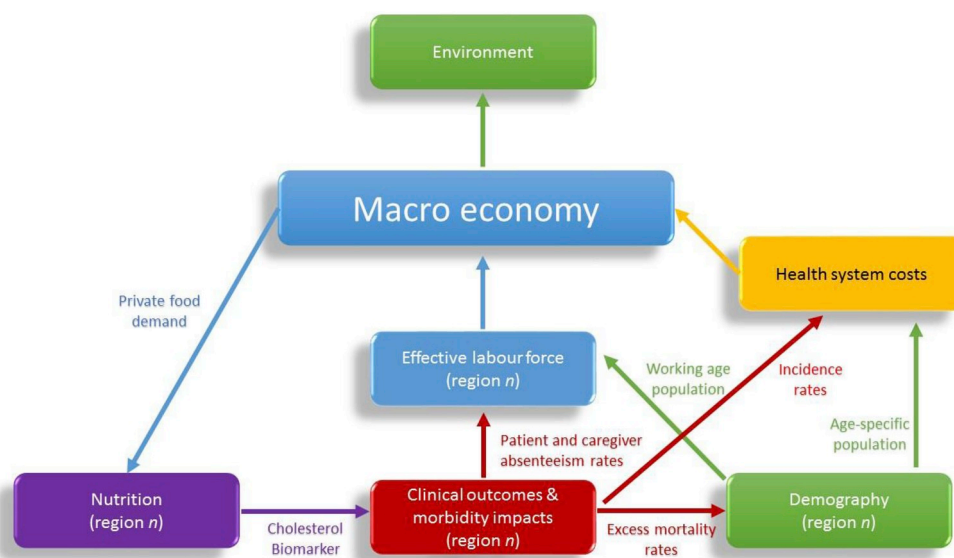 Environment
Macro economy
Health system costs
Private food
demand
Effective labour force
(region n)
Working age
population
Incidence
rates
Age-specific
population
Patient and caregiver
absenteeism rates
Nutrition
(region n)
Cholesterol
Biomarker
Clinical outcomes &
morbidity impacts
(region n)
Excess mortality
rates
Demography
(region n)